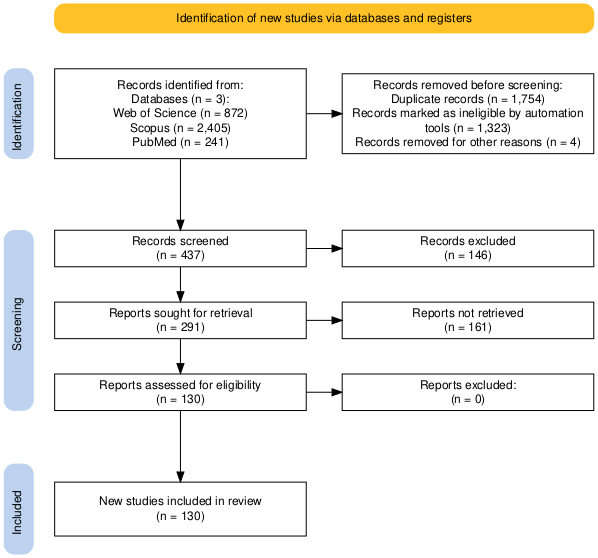 Identification of new studies via databases and registers
Identification
Records identified from:
Databases (n = 3):
Web of Science (n = 872)
Scopus (n = 2,405)
PubMed (n = 241)
Records removed before screening:
Duplicate records (n = 1,754)
Records marked as ineligible by automation
tools (n = 1,323)
Records removed for other reasons (n = 4)
Screening
Records screened
(n = 437)
Records excluded
(n = 146)
Reports sought for retrieval
(n = 291)
Reports not retrieved
(n = 161)
Reports assessed for eligibility
(n = 130)
Reports excluded:
(n = 0)
Included
New studies included in review
(n = 130)